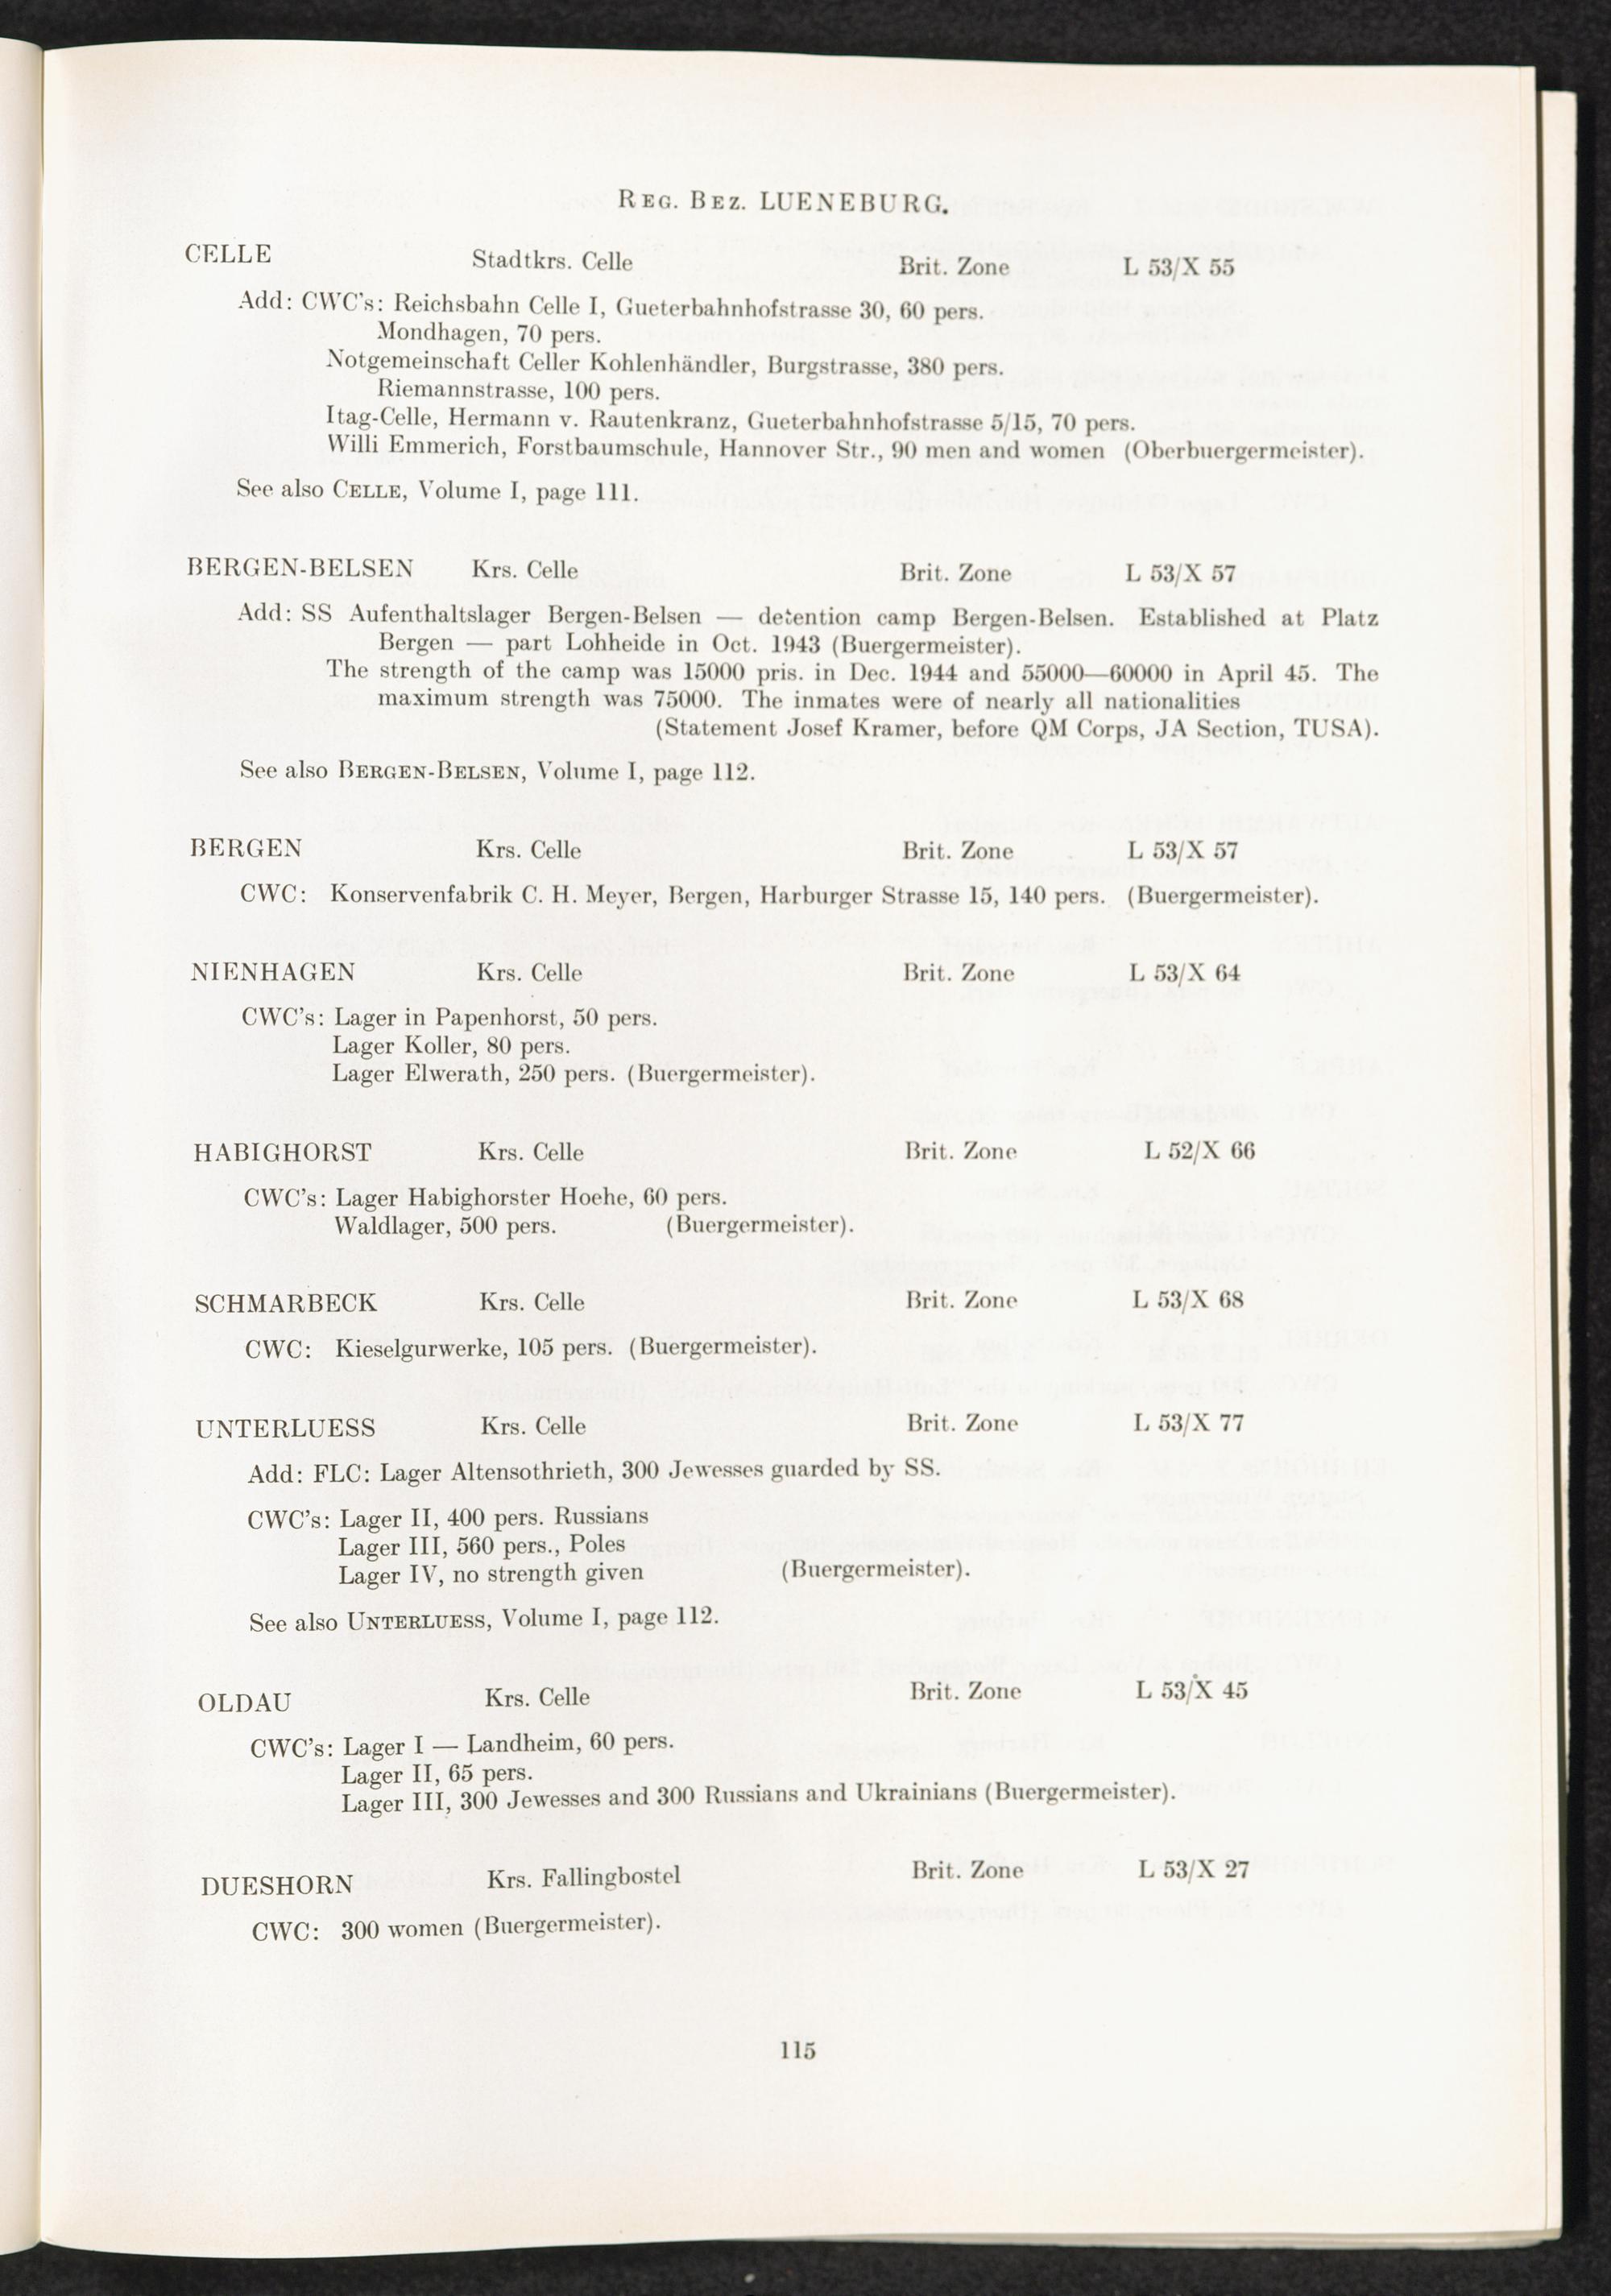 REG. BEZ. LUENEBURG.
CELLE Stadtkrs. Celle Brit. Zone L 53/X 55
Add: CWC's: Reichsbahn Celle I, Gueterbahnhofstrasse 30, 60 pers.
Mondhagen, 70 pers.
Notgemeinschaft Celler Kohlenhändler, Burgstrasse, 380 pers.
Riemannstrasse, 100 pers.
Itag-Celle, Hermann v. Rautenkranz, Gueterbahnhofstrasse 5/15, 70 pers.
Willi Emmerich, Forstbaumschule, Hannover Str., 90 men and women (Oberbuergermeister).
See also CELLE, Volume I, page 111.
BERGEN-BELSEN Krs. Celle Brit. Zone L 53/X 57
Add: SS Aufenthaltslager Bergen-Belsen — detention camp Bergen-Belsen. Established at Platz
Bergen — part Lohheide in Oct. 1943 (Buergermeister).
The strength of the camp was 15000 pris. in Dec. 1944 and 55000—60000 in April 45. The
maximum strength was 75000. The inmates were of nearly all nationalities
(Statement Josef Kramer, before QM Corps, JA Section, TUSA).
See also BERGEN-BELSEN, Volume I, page 112.
BERGEN Krs. Celle Brit. Zone L 53/X 57
CWC: Konservenfabrik C. H. Meyer, Bergen, Harburger Strasse 15, 140 pers. (Buergermeister).
NIENHAGEN Krs. Celle Brit. Zone L 53/X 64
CWC's: Lager in Papenhorst, 50 pers.
Lager Koller, 80 pers.
Lager Elwerath, 250 pers. (Buergermeister).
HABIGHORST Krs. Celle Brit. Zone L 52/X 66
CWC's: Lager Habighorster Hoehe, 60 pers.
Waldlager, 500 pers. (Buergermeister).
SCHMARBECK Krs. Celle Brit. Zone L 53/X 68
CWC: Kieselgurwerke, 105 pers. (Buergermeister).
UNTERLUESS Krs. Celle Brit. Zone L 53/X 77
Add: FLC: Lager Altensothrieth, 300 Jewesses guarded by SS.
CWC's: Lager II, 400 pers. Russians
Lager III, 560 pers., Poles
Lager IV, no strength given (Buergermeister).
See also UNTERLUESS, Volume I, page 112.
OLDAU Krs. Celle Brit. Zone L 53/X 45
CWC's: Lager I — Landheim, 60 pers.
Lager II, 65 pers.
Lager III, 300 Jewesses and 300 Russians and Ukrainians (Buergermeister).
DUESHORN Krs. Fallingbostel Brit. Zone L 53/X 27
CWC: 300 women (Buergermeister).
115